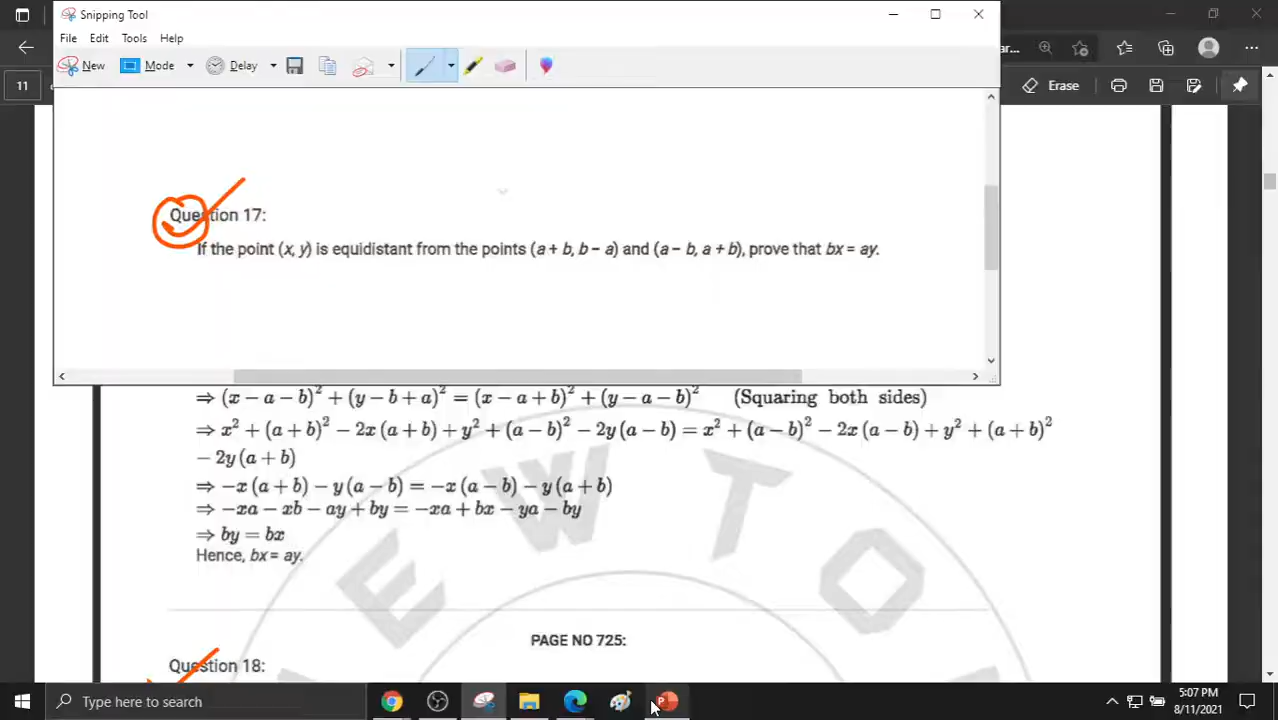 Snipping Tool
File Edit Tools Help
New Mode Delay
11
ar...
Erase
Question 17:
If the point (x, y) is equidistant from the points (a + b, b − a) and (a − b, a + b), prove that bx = ay.
⇒ (x − a − b)² + (y − b + a)² = (x − a + b)² + (y − a − b)² (Squaring both sides)
⇒ x² + (a + b)² − 2x (a + b) + y² + (a − b)² − 2y (a − b) = x² + (a − b)² − 2x (a − b) + y² + (a + b)²
− 2y (a + b)
⇒ −x (a + b) − y (a − b) = −x (a − b) − y (a + b)
⇒ −xa − xb − ay + by = −xa + bx − ya − by
⇒ by = bx
Hence, bx = ay.
EWTO
PAGE NO 725:
Question 18:
Type here to search
5:07 PM
8/11/2021